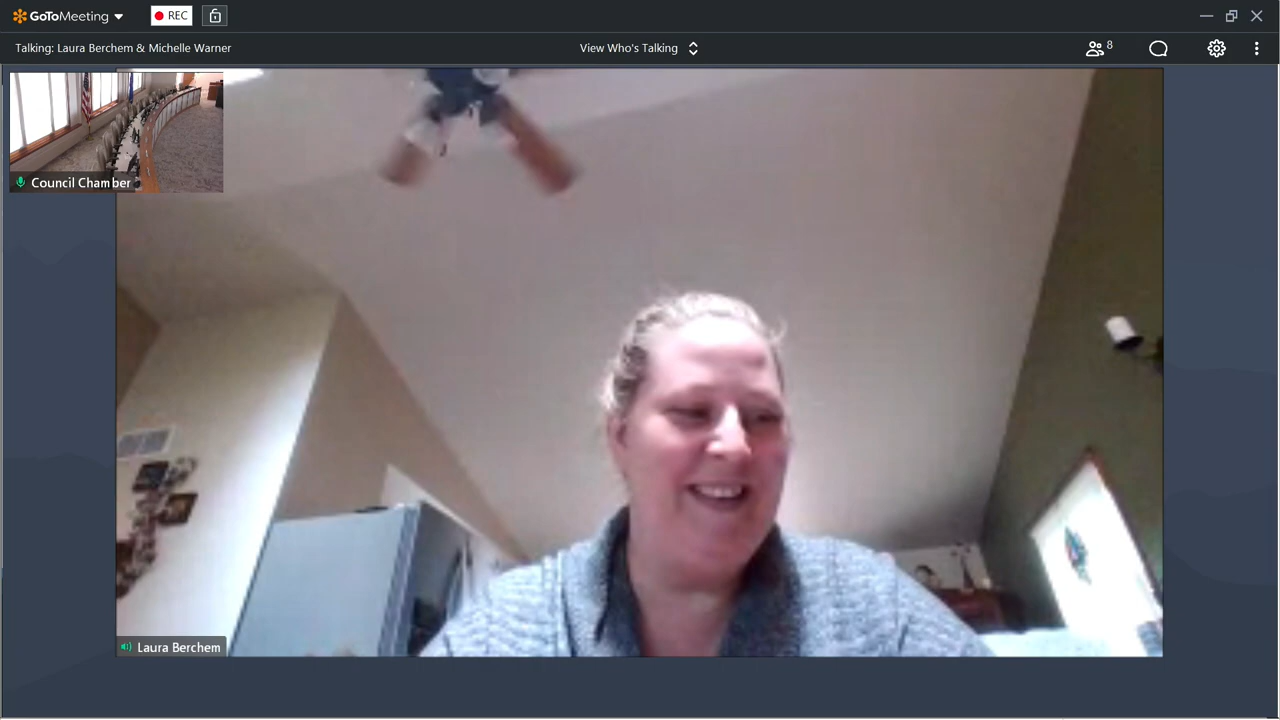 GoToMeeting
REC
Talking: Laura Berchem & Michelle Warner
View Who's Talking
8
Council Chamber
Laura Berchem